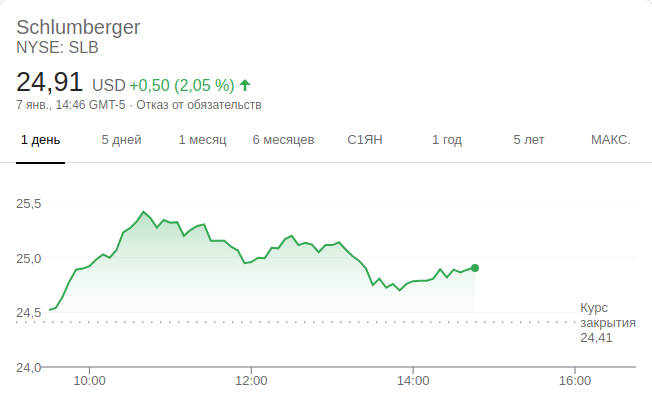 Schlumberger
NYSE: SLB
24,91 USD +0,50 (2,05 %)
7 янв., 14:46 GMT-5 · Отказ от обязательств
1 день 5 дней 1 месяц 6 месяцев С1ЯН 1 год 5 лет МАКС.
25,5
25,0
24,5
Курс
закрытия
24,41
24,0
10:00 12:00 14:00 16:00